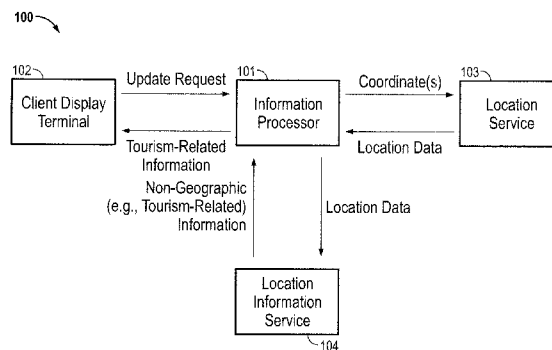 100
102
Client Display
Terminal
Update Request
Tourism-Related
Information
101
Information
Processor
Coordinate(s)
Location Data
103
Location
Service
Non-Geographic
(e.g., Tourism-Related)
Information
Location Data
Location
Information
Service
104